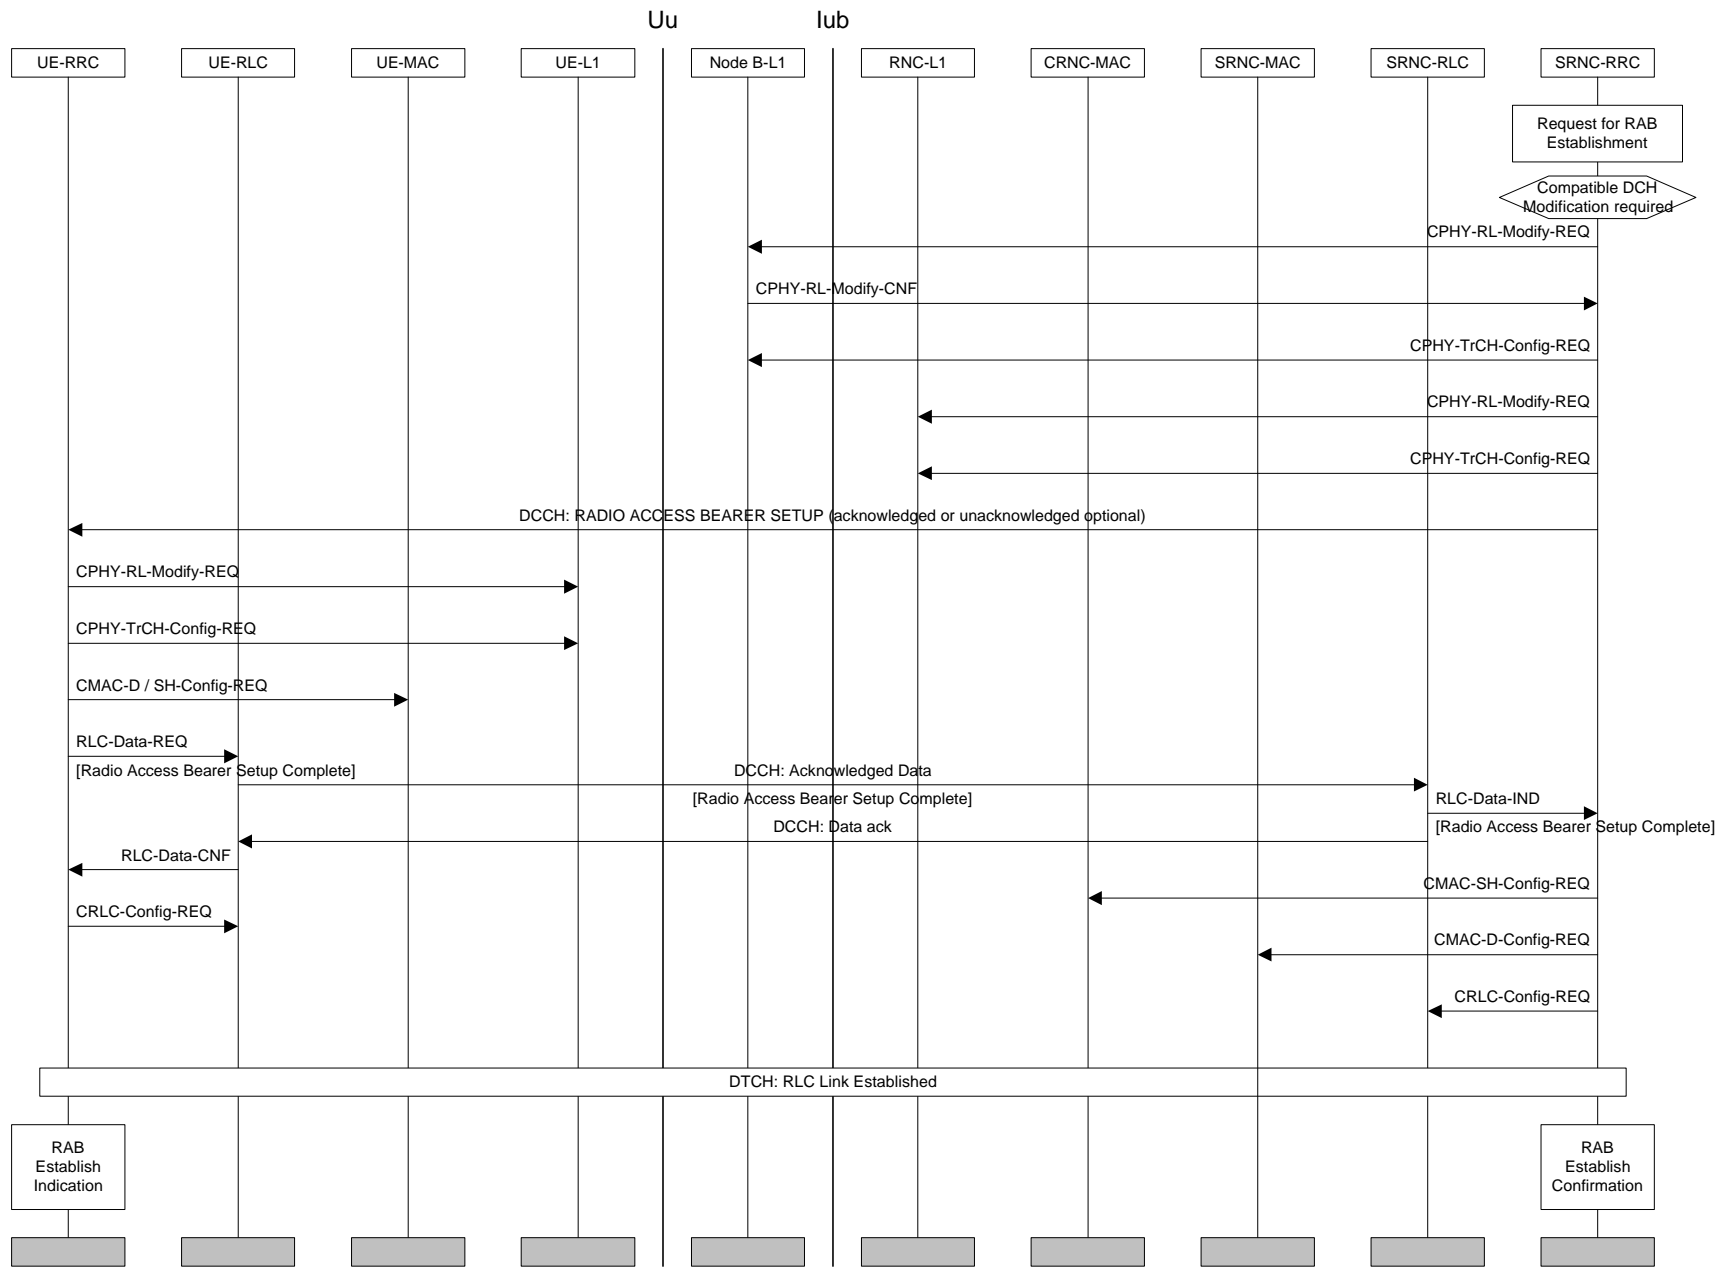 Uu
Iub
UE-RRC
UE-RLC
UE-MAC
UE-L1
Node B-L1
RNC-L1
CRNC-MAC
SRNC-MAC
SRNC-RLC
SRNC-RRC
Request for RAB
Establishment
Compatible DCH
Modification required
CPHY-RL-Modify-REQ
CPHY-RL-Modify-CNF
CPHY-TrCH-Config-REQ
CPHY-RL-Modify-REQ
CPHY-TrCH-Config-REQ
DCCH: RADIO ACCESS BEARER SETUP (acknowledged or unacknowledged optional)
CPHY-RL-Modify-REQ
CPHY-TrCH-Config-REQ
CMAC-D / SH-Config-REQ
RLC-Data-REQ
[Radio Access Bearer Setup Complete]
DCCH: Acknowledged Data
[Radio Access Bearer Setup Complete]
RLC-Data-IND
[Radio Access Bearer Setup Complete]
DCCH: Data ack
RLC-Data-CNF
CMAC-SH-Config-REQ
CRLC-Config-REQ
CMAC-D-Config-REQ
CRLC-Config-REQ
DTCH: RLC Link Established
RAB
Establish
Indication
RAB
Establish
Confirmation